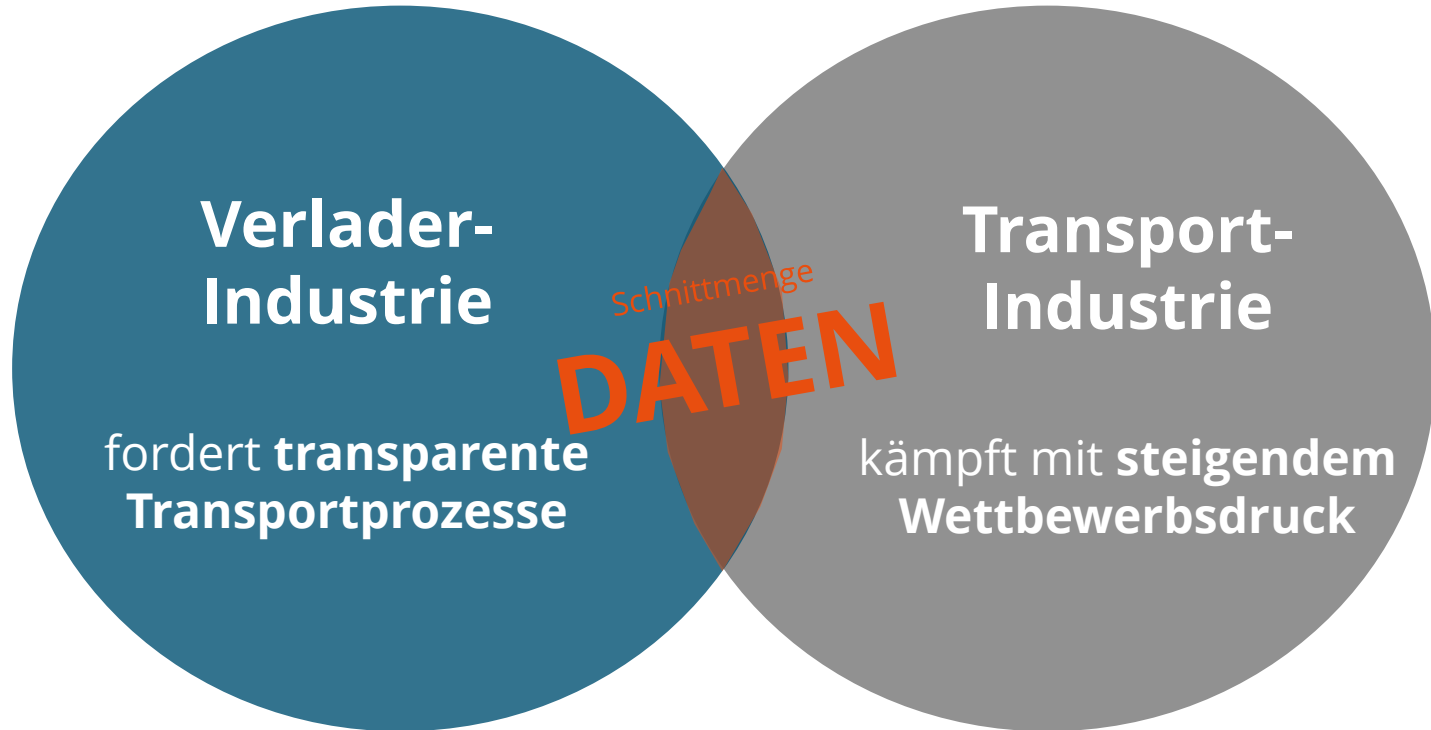 Verlader-
Industrie
fordert transparente
Transportprozesse
Schnittmenge
DATEN
Transport-
Industrie
kämpft mit steigendem
Wettbewerbsdruck